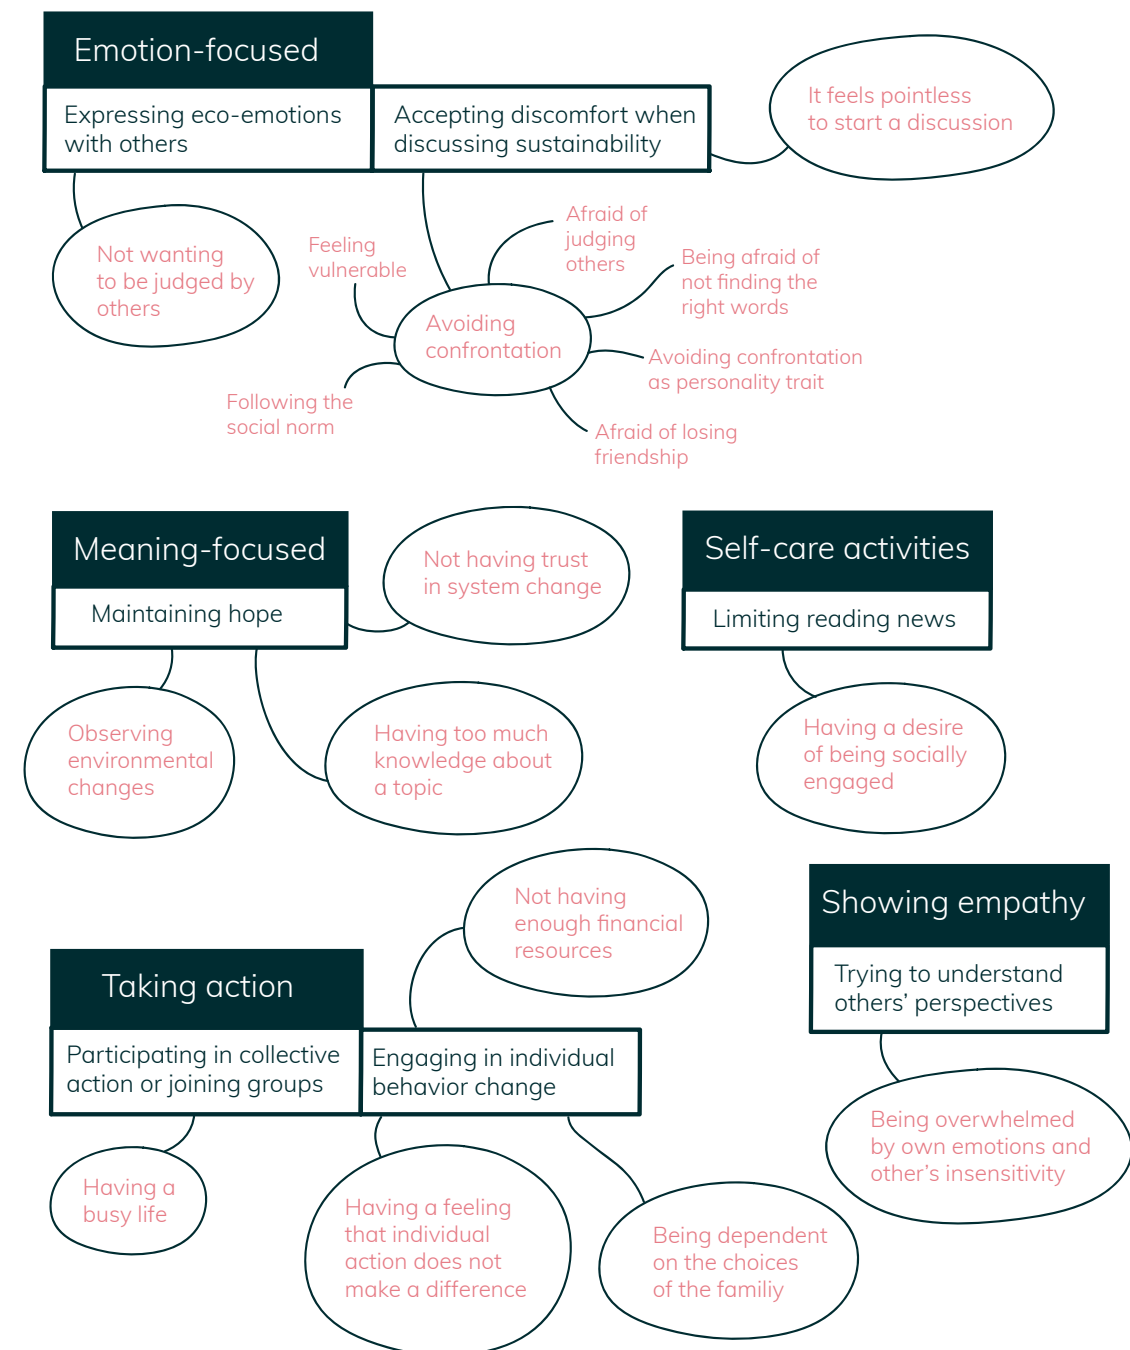 Emotion-focused
Expressing eco-emotions
with others
Accepting discomfort when
discussing sustainability
It feels pointless
to start a discussion
Not wanting
to be judged by
others
Feeling
vulnerable
Afraid of
judging
others
Being afraid of
not finding the
right words
Avoiding
confrontation
Avoiding confrontation
as personality trait
Following the
social norm
Afraid of losing
friendship
Meaning-focused
Maintaining hope
Not having trust
in system change
Observing
environmental
changes
Having too much
knowledge about
a topic
Self-care activities
Limiting reading news
Having a desire
of being socially
engaged
Taking action
Participating in collective
action or joining groups
Engaging in individual
behavior change
Not having
enough financial
resources
Having a
busy life
Having a feeling
that individual
action does not
make a difference
Being dependent
on the choices
of the familiy
Showing empathy
Trying to understand
others’ perspectives
Being overwhelmed
by own emotions and
other’s insensitivity